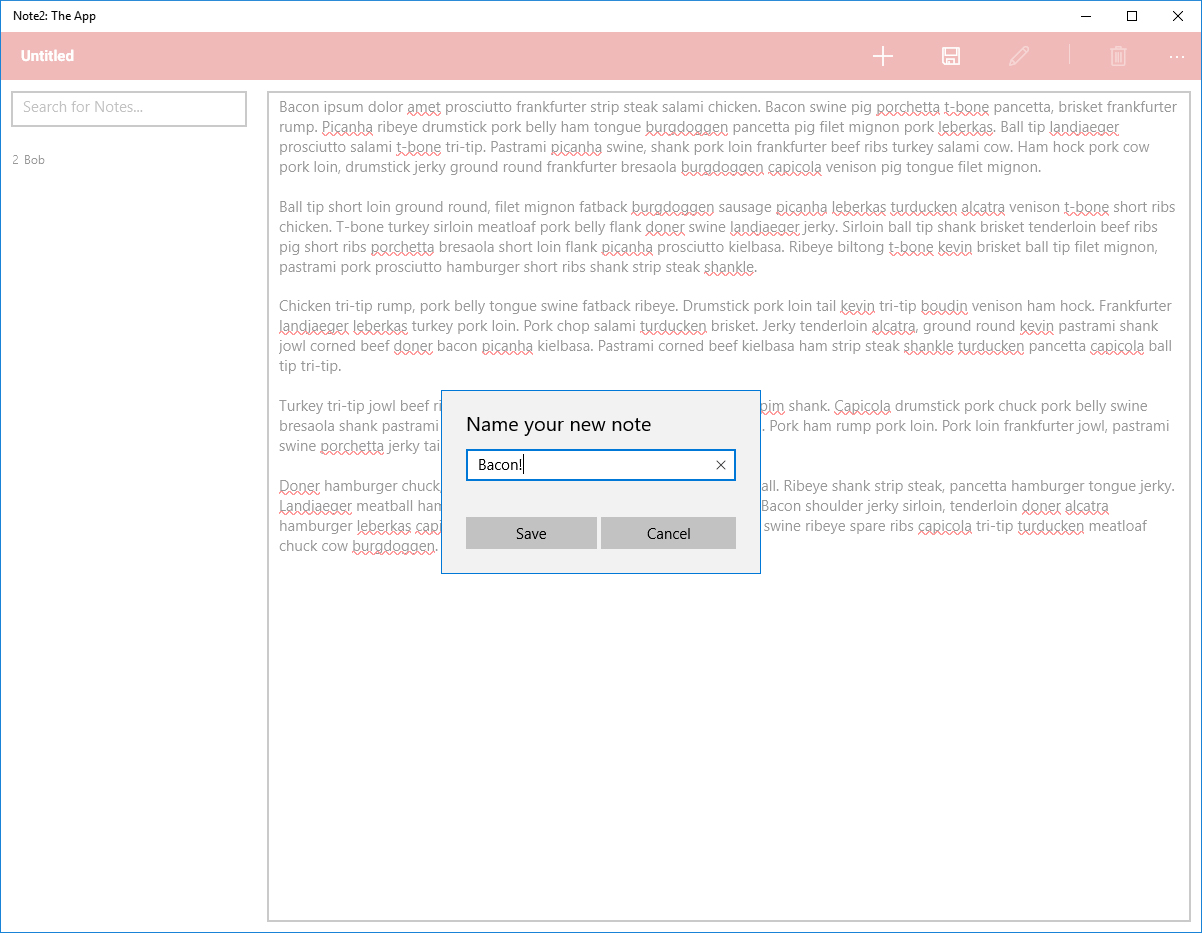 Note2: The App
Untitled
Search for Notes...
2 Bob
Bacon ipsum dolor amet prosciutto frankfurter strip steak salami chicken. Bacon swine pig porchetta t-bone pancetta, brisket frankfurter
rump. Picanha ribeye drumstick pork belly ham tongue burgdoggen pancetta pig filet mignon pork leberkas. Ball tip landjaeger
prosciutto salami t-bone tri-tip. Pastrami picanha swine, shank pork loin frankfurter beef ribs turkey salami cow. Ham hock pork cow
pork loin, drumstick jerky ground round frankfurter bresaola burgdoggen capicola venison pig tongue filet mignon.
Ball tip short loin ground round, filet mignon fatback burgdoggen sausage picanha leberkas turducken alcatra venison t-bone short ribs
chicken. T-bone turkey sirloin meatloaf pork belly flank doner swine landjaeger jerky. Sirloin ball tip shank brisket tenderloin beef ribs
pig short ribs porchetta bresaola short loin flank picanha prosciutto kielbasa. Ribeye biltong t-bone kevin brisket ball tip filet mignon,
pastrami pork prosciutto hamburger short ribs shank strip steak shankle.
Chicken tri-tip rump, pork belly tongue swine fatback ribeye. Drumstick pork loin tail kevin tri-tip boudin venison ham hock. Frankfurter
landjaeger leberkas turkey pork loin. Pork chop salami turducken brisket. Jerky tenderloin alcatra, ground round kevin pastrami shank
jowl corned beef doner bacon picanha kielbasa. Pastrami corned beef kielbasa ham strip steak shankle turducken pancetta capicola ball
tip tri-tip.
Turkey tri-tip jowl beef shank. Capicola drumstick pork chuck pork belly swine
bresaola shank pastrami . Pork ham rump pork loin. Pork loin frankfurter jowl, pastrami
swine porchetta jerky
Doner hamburger chuck Ribeye shank strip steak, pancetta hamburger tongue jerky.
Landjaeger meatball Bacon shoulder jerky sirloin, tenderloin doner alcatra
hamburger leberkas swine ribeye spare ribs capicola tri-tip turducken meatloaf
chuck cow burgdoggen.
Name your new note
Bacon!
Save
Cancel